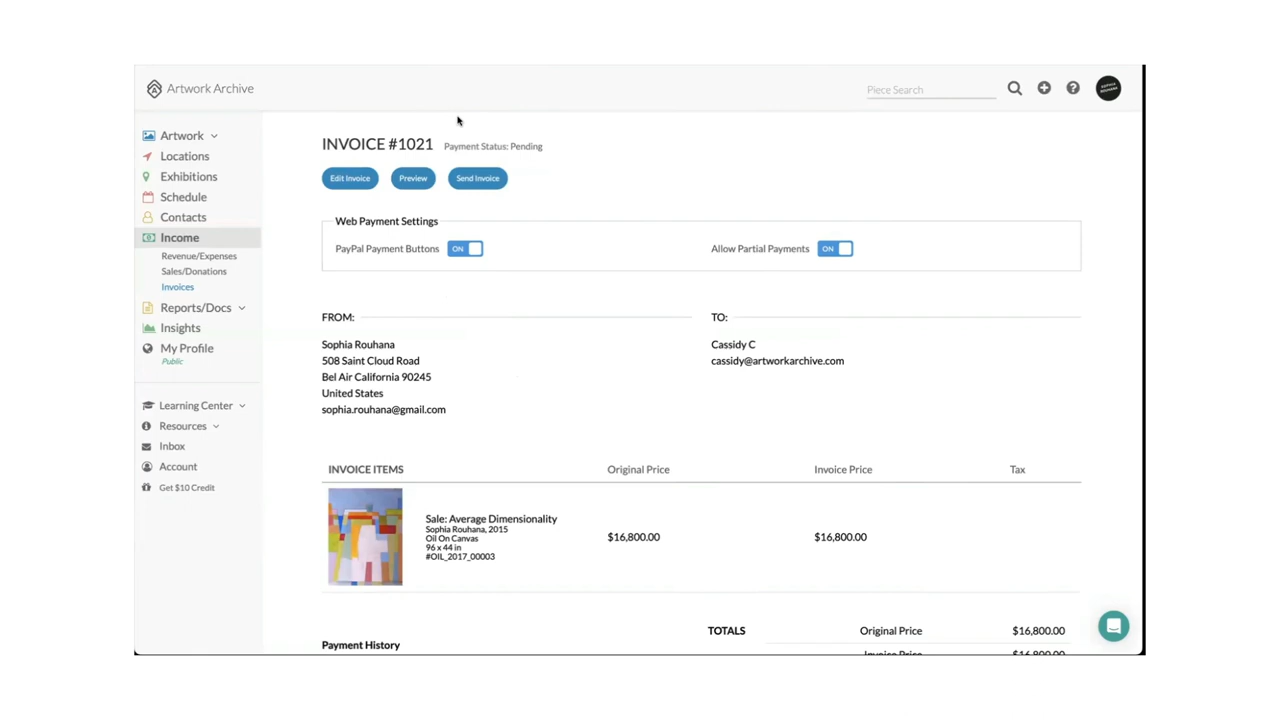 Artwork Archive
Piece Search
Artwork
Locations
Exhibitions
Schedule
Contacts
Income
Revenue/Expenses
Sales/Donations
Invoices
Reports/Docs
Insights
My Profile
Public
Learning Center
Resources
Inbox
Account
Get $10 Credit
INVOICE #1021 Payment Status: Pending
Edit Invoice Preview Send Invoice
Web Payment Settings
PayPal Payment Buttons ON Allow Partial Payments ON
FROM:
Sophia Rouhana
508 Saint Cloud Road
Bel Air California 90245
United States
sophia.rouhana@gmail.com
TO:
Cassidy C
cassidy@artworkarchive.com
INVOICE ITEMS Original Price Invoice Price Tax
Sale: Average Dimensionality
Sophia Rouhana, 2015
Oil On Canvas
96 x 44 in
#OIL_2017_00003
$16,800.00 $16,800.00
Payment History
TOTALS Original Price $16,800.00
Invoice Price $16,800.00